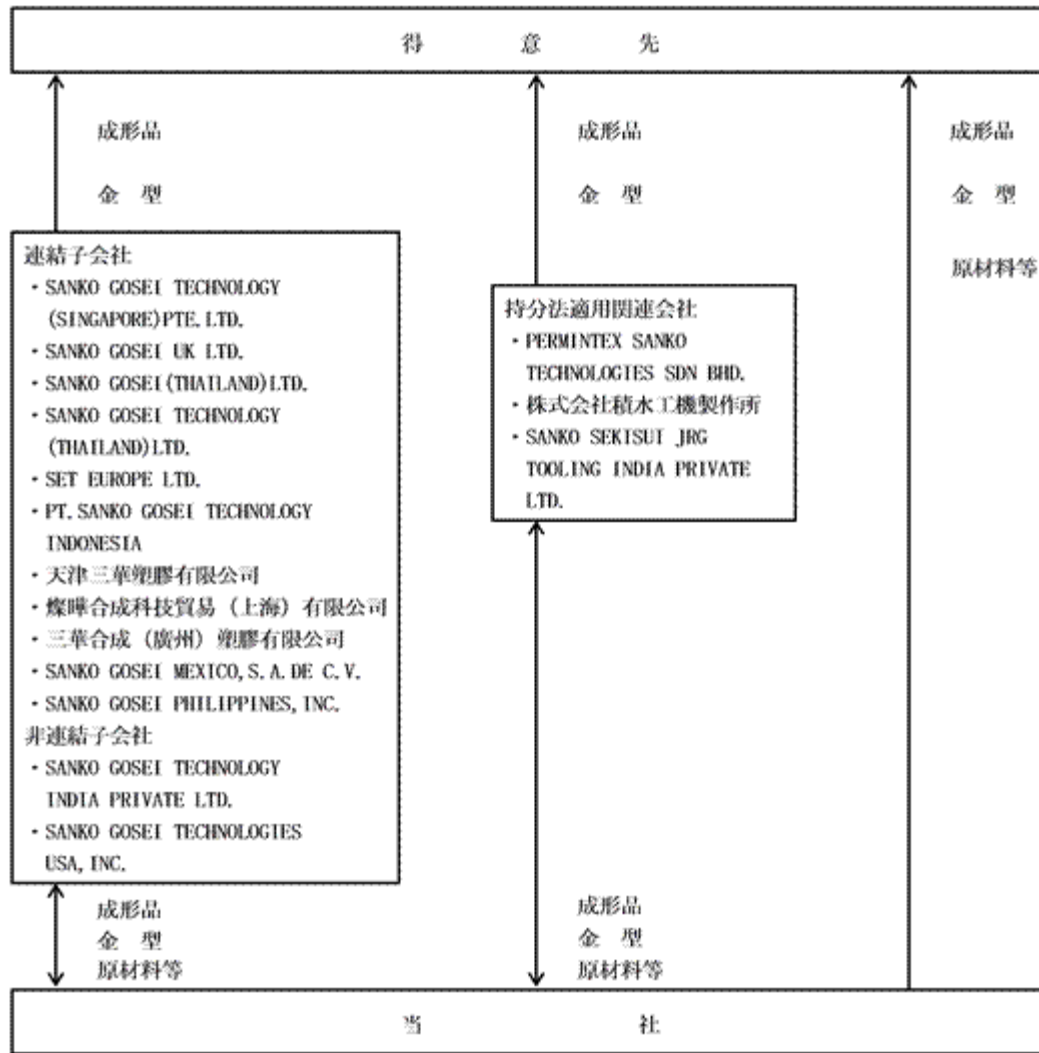 得 意 先
成形品
金 型
成形品
金 型
成形品
金 型
原材料等
連結子会社
・SANKO GOSEI TECHNOLOGY
(SINGAPORE)PTE.LTD.
・SANKO GOSEI UK LTD.
・SANKO GOSEI(THAILAND)LTD.
・SANKO GOSEI TECHNOLOGY
(THAILAND)LTD.
・SET EUROPE LTD.
・PT.SANKO GOSEI TECHNOLOGY
INDONESIA
・天津三華塑膠有限公司
・燦曄合成科技貿易（上海）有限公司
・三華合成（廣州）塑膠有限公司
・SANKO GOSEI MEXICO,S.A.DE C.V.
・SANKO GOSEI PHILIPPINES,INC.
非連結子会社
・SANKO GOSEI TECHNOLOGY
INDIA PRIVATE LTD.
・SANKO GOSEI TECHNOLOGIES
USA,INC.
持分法適用関連会社
・PERMINTEX SANKO
TECHNOLOGIES SDN BHD.
・株式会社積水工機製作所
・SANKO SEKISUI JRG
TOOLING INDIA PRIVATE
LTD.
成形品
金 型
原材料等
成形品
金 型
原材料等
当 社